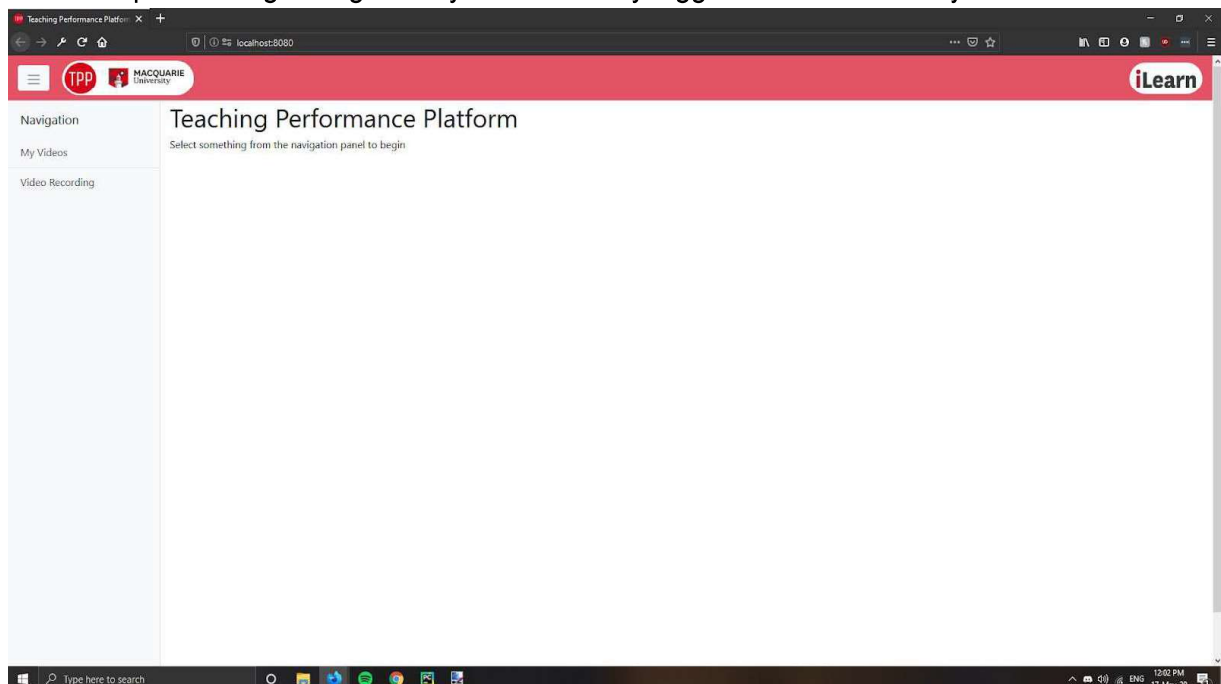 Teaching Performance Platform
localhost:8080
TPP
MACQUARIE
University
iLearn
Navigation
My Videos
Video Recording
Teaching Performance Platform
Select something from the navigation panel to begin
Type here to search
ENG
12:02 PM